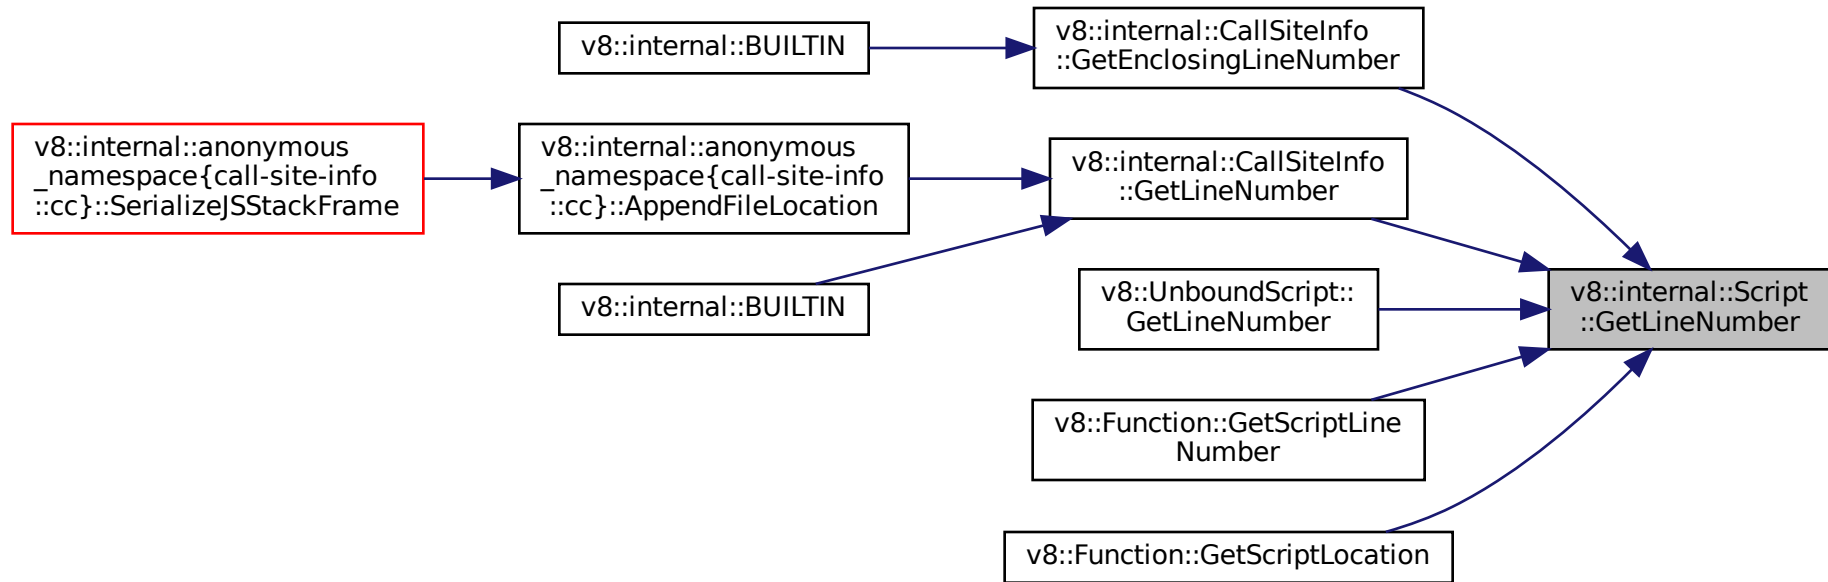 v8::internal::BUILTIN
v8::internal::CallSiteInfo
::GetEnclosingLineNumber
v8::internal::anonymous
_namespace{call-site-info
::cc}::SerializeJSStackFrame
v8::internal::anonymous
_namespace{call-site-info
::cc}::AppendFileLocation
v8::internal::CallSiteInfo
::GetLineNumber
v8::internal::BUILTIN
v8::UnboundScript::
GetLineNumber
v8::internal::Script
::GetLineNumber
v8::Function::GetScriptLine
Number
v8::Function::GetScriptLocation